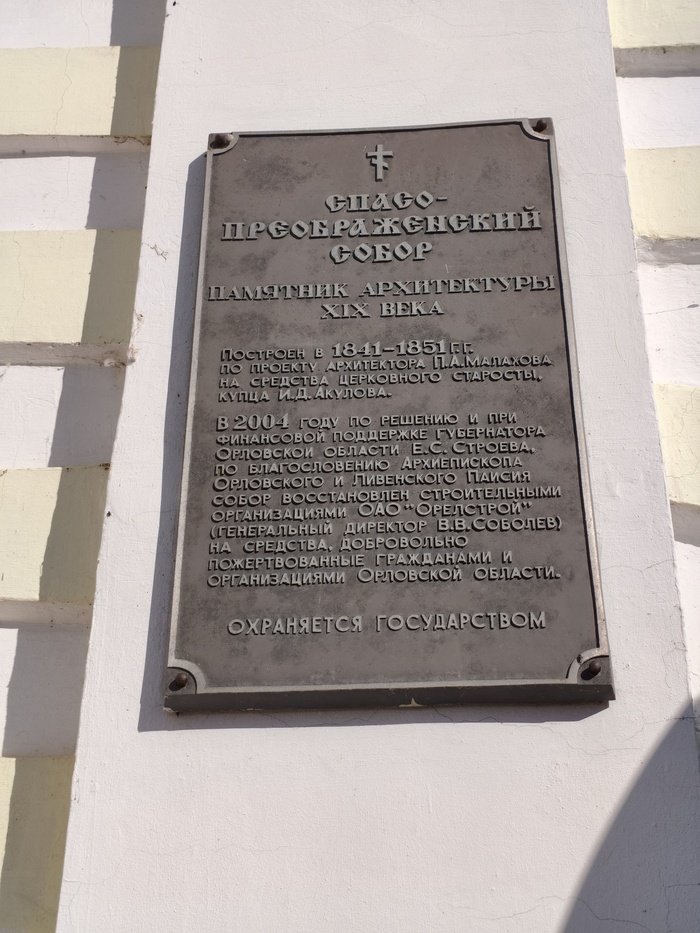 СПАСО-
ПРЕОБРАЖЕНСКИЙ
СОБОР
ПАМЯТНИК АРХИТЕКТУРЫ
XIX ВЕКА
ПОСТРОЕН В 1841–1851 Г.Г.
ПО ПРОЕКТУ АРХИТЕКТОРА П.А.МАЛАХОВА
НА СРЕДСТВА ЦЕРКОВНОГО СТАРОСТЫ,
КУПЦА И.Д.АКУЛОВА.
В 2004 ГОДУ ПО РЕШЕНИЮ И ПРИ
ФИНАНСОВОЙ ПОДДЕРЖКЕ ГУБЕРНАТОРА
ОРЛОВСКОЙ ОБЛАСТИ Е.С.СТРОЕВА,
ПО БЛАГОСЛОВЕНИЮ АРХИЕПИСКОПА
ОРЛОВСКОГО И ЛИВЕНСКОГО ПАИСИЯ
СОБОР ВОССТАНОВЛЕН СТРОИТЕЛЬНЫМИ
ОРГАНИЗАЦИЯМИ ОАО "ОРЕЛСТРОЙ"
(ГЕНЕРАЛЬНЫЙ ДИРЕКТОР В.В.СОБОЛЕВ)
НА СРЕДСТВА, ДОБРОВОЛЬНО
ПОЖЕРТВОВАННЫЕ ГРАЖДАНАМИ И
ОРГАНИЗАЦИЯМИ ОРЛОВСКОЙ ОБЛАСТИ.
ОХРАНЯЕТСЯ ГОСУДАРСТВОМ